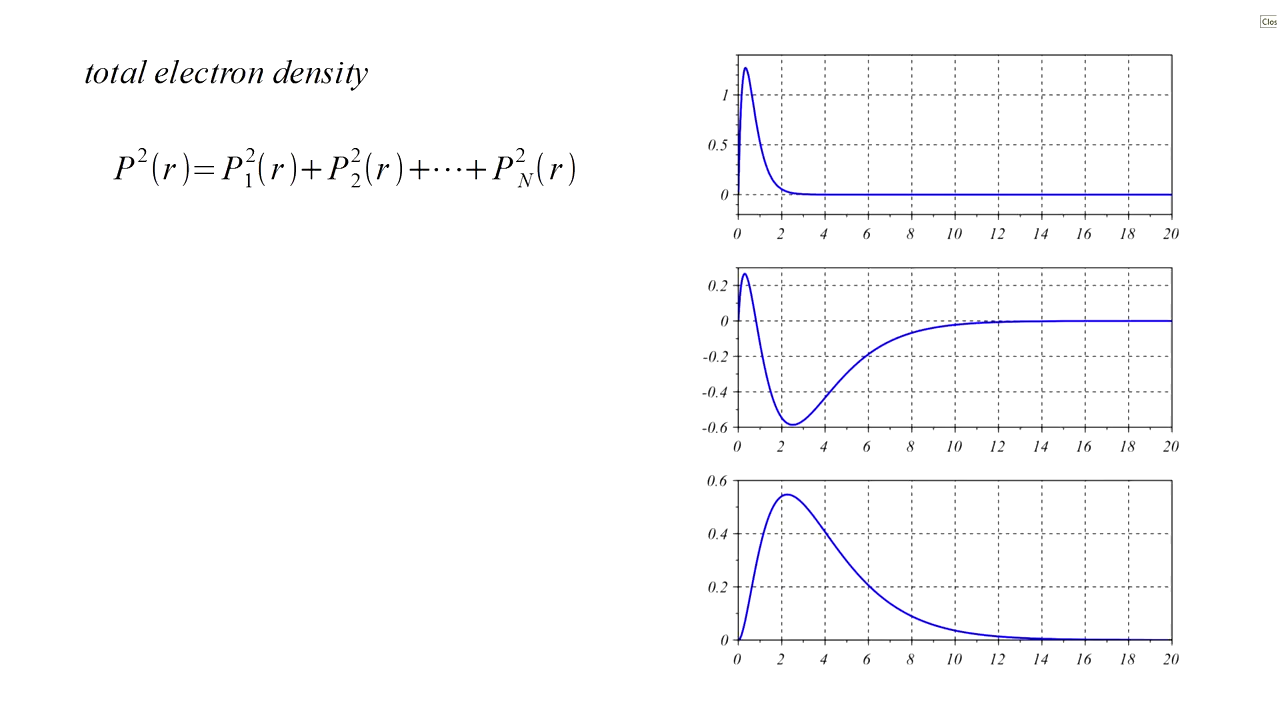 total electron density
P²(r)=P₁²(r)+P₂²(r)+⋯+P_N²(r)
Clos
1
0.5
0
0 2 4 6 8 10 12 14 16 18 20
0.2
0
-0.2
-0.4
-0.6
0 2 4 6 8 10 12 14 16 18 20
0.6
0.4
0.2
0
0 2 4 6 8 10 12 14 16 18 20